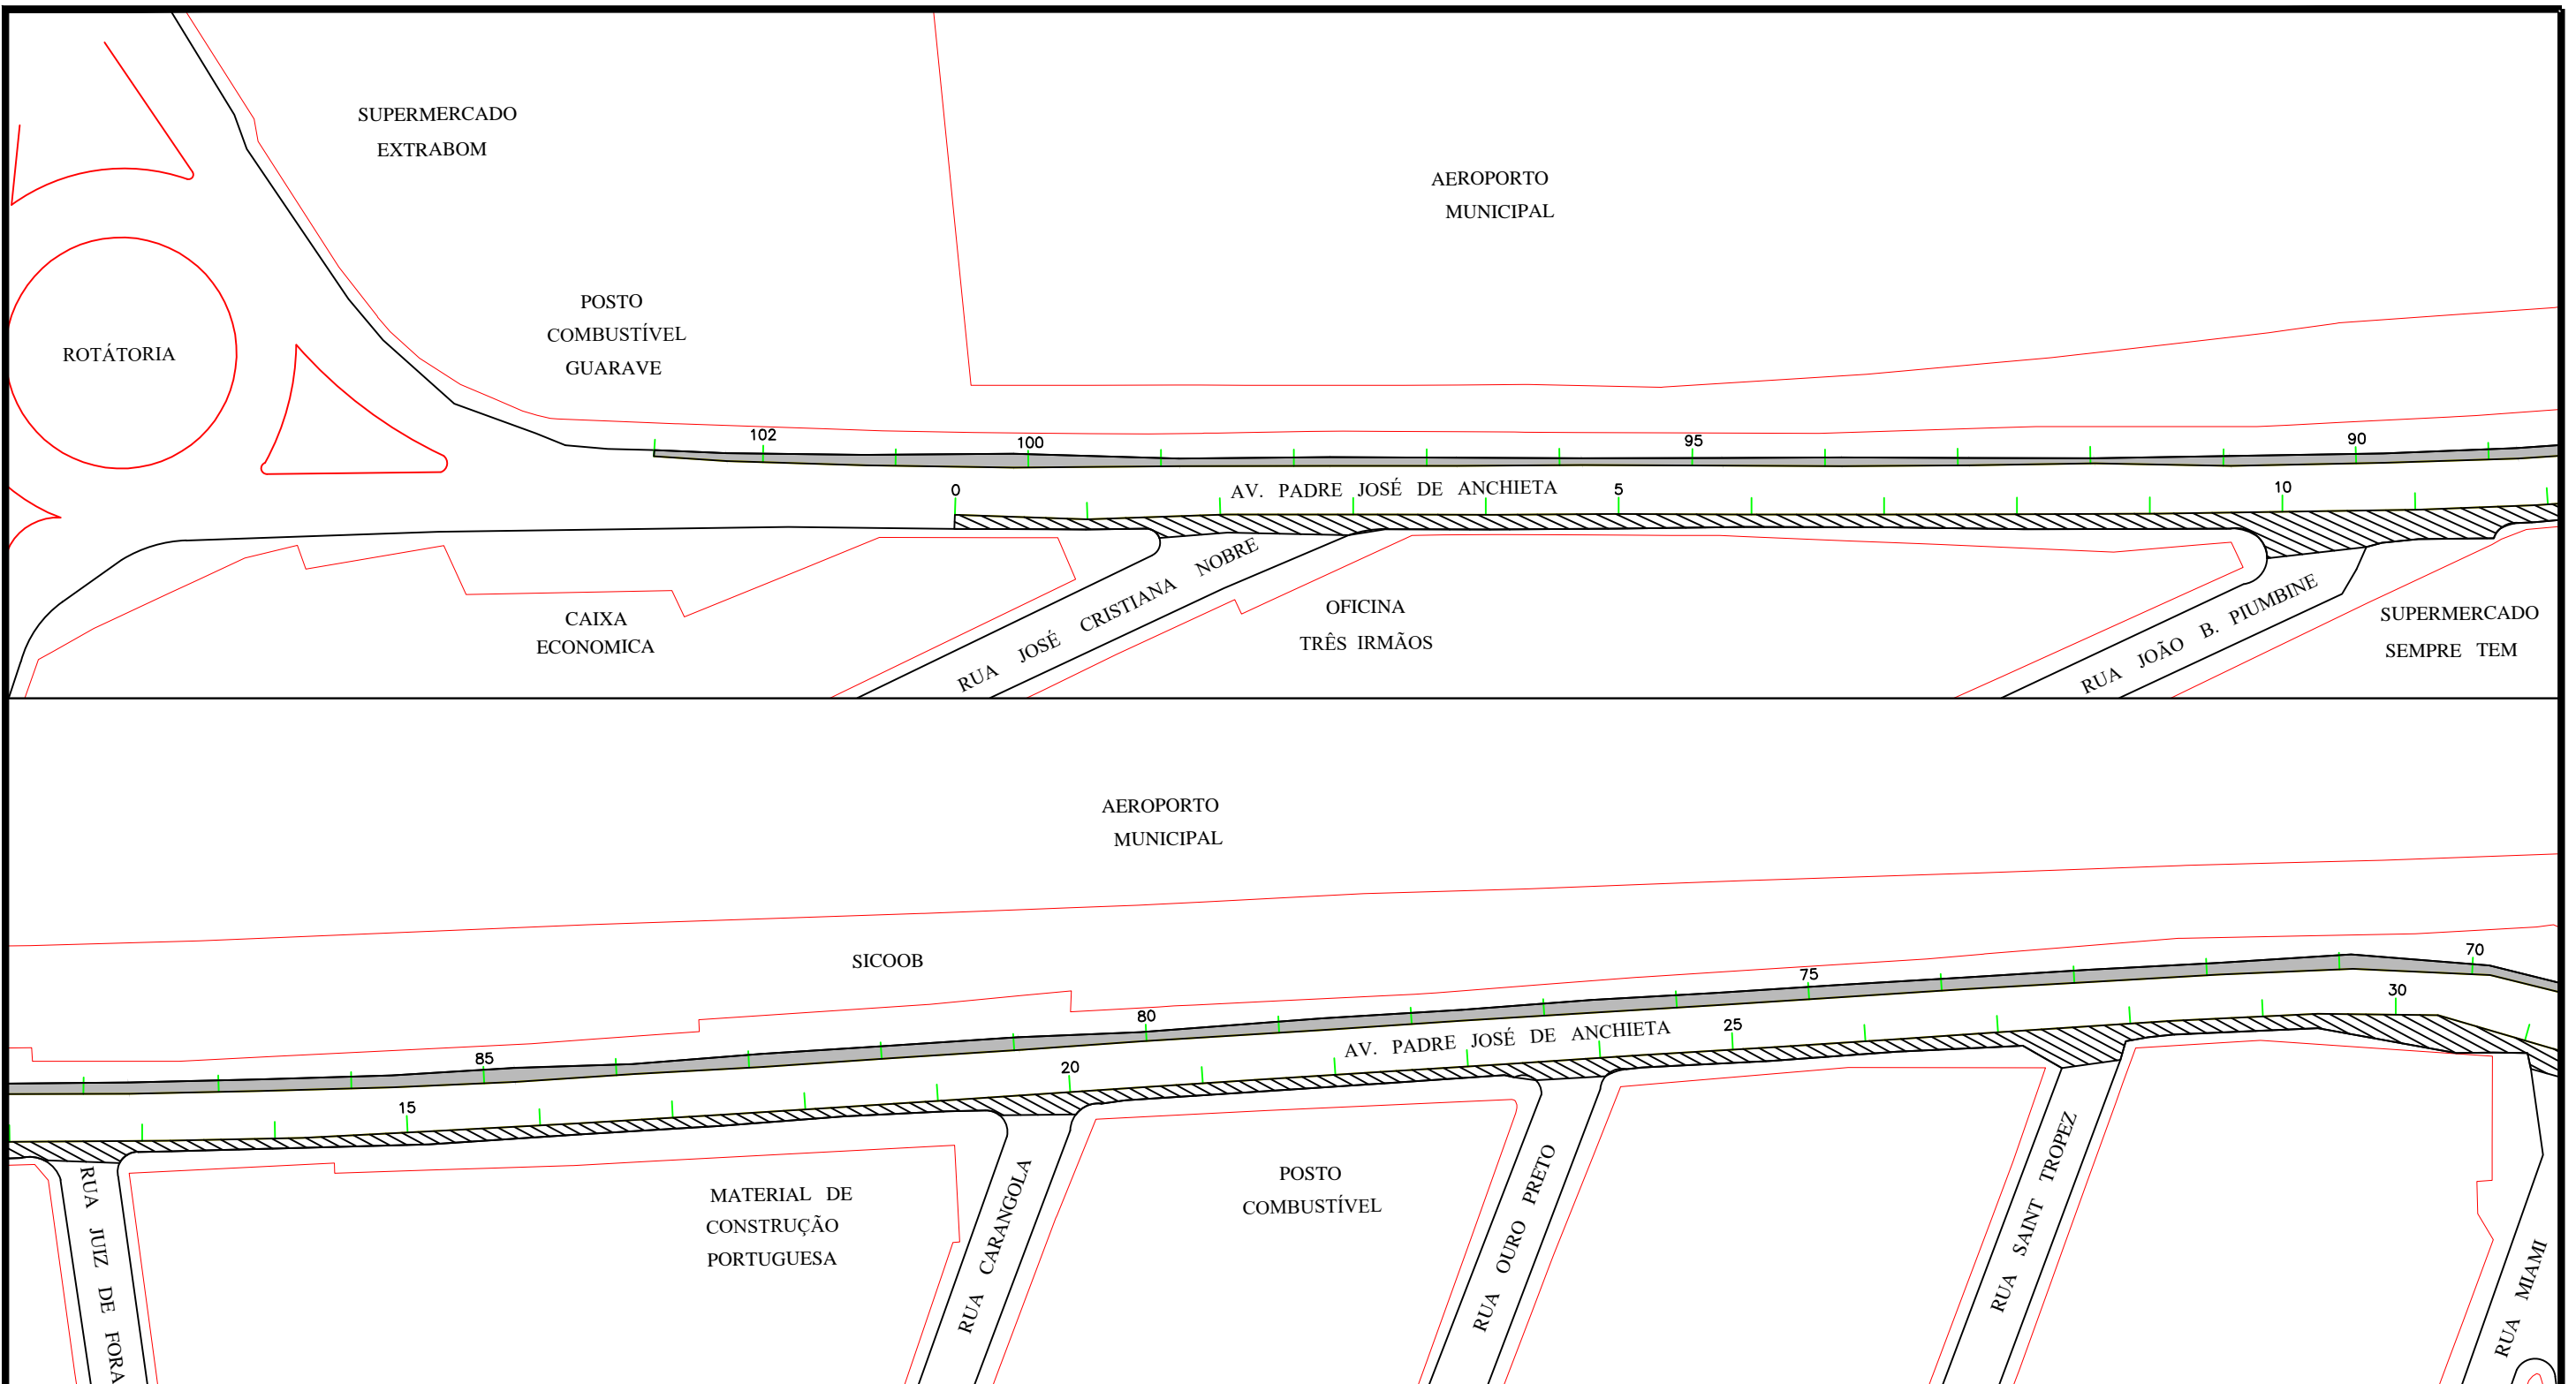 SUPERMERCADO
EXTRABOM
AEROPORTO
MUNICIPAL
POSTO
COMBUSTÍVEL
GUARAVE
ROTÁTORIA
102
100
95
90
0
AV. PADRE JOSÉ DE ANCHIETA
5
10
CAIXA
ECONOMICA
RUA JOSÉ CRISTIANA NOBRE
OFICINA
TRÊS IRMÃOS
RUA JOÃO B. PIUMBINE
SUPERMERCADO
SEMPRE TEM
AEROPORTO
MUNICIPAL
SICOOB
85
80
75
70
15
20
AV. PADRE JOSÉ DE ANCHIETA
25
30
RUA JUIZ DE FORA
MATERIAL DE
CONSTRUÇÃO
PORTUGUESA
RUA CARANGOLA
POSTO
COMBUSTÍVEL
RUA OURO PRETO
RUA SAINT TROPEZ
RUA MIAMI